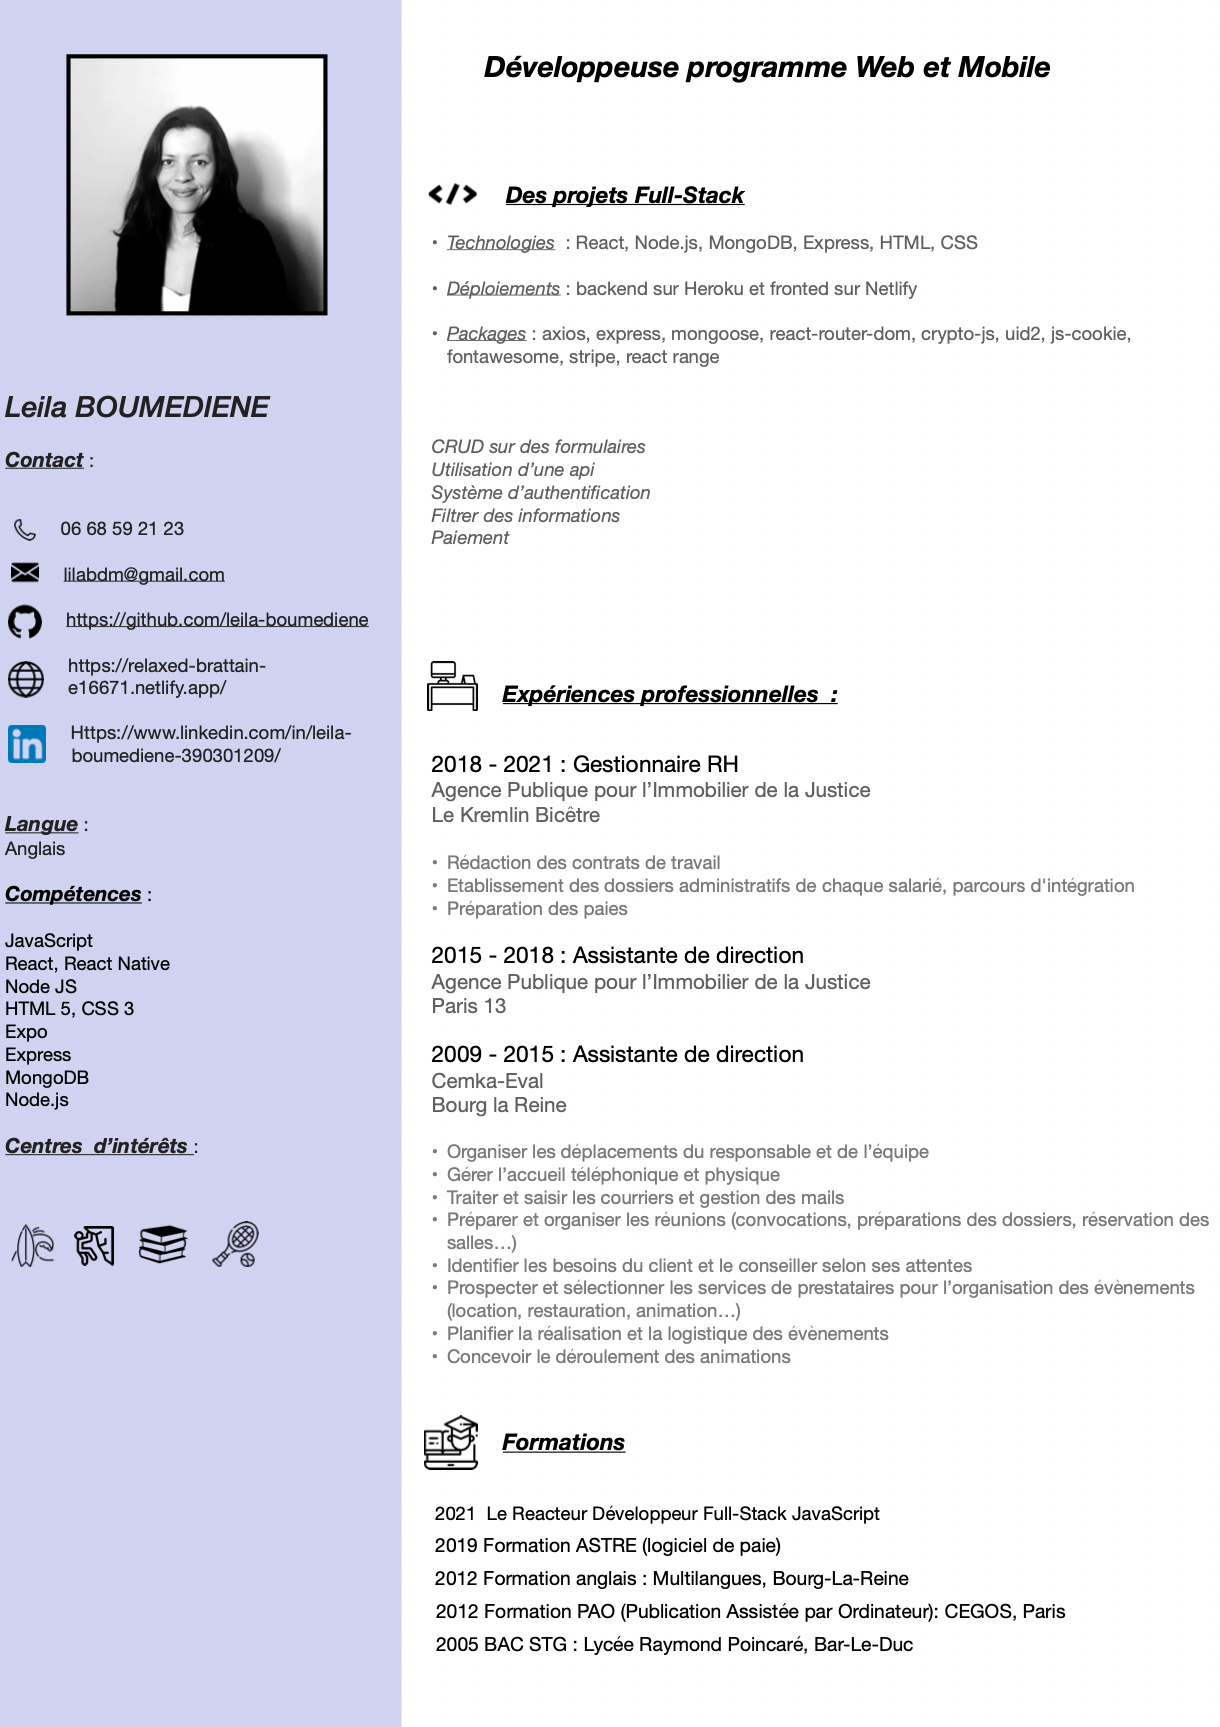 Développeuse programme Web et Mobile
Leila BOUMEDIENE
Contact :
06 68 59 21 23
lilabdm@gmail.com
https://github.com/leila-boumediene
https://relaxed-brattain-
e16671.netlify.app/
in
Https://www.linkedin.com/in/leila-
boumediene-390301209/
Langue :
Anglais
Compétences :
JavaScript
React, React Native
Node JS
HTML 5, CSS 3
Expo
Express
MongoDB
Node.js
Centres  d’intérêts :
</> Des projets Full-Stack
• Technologies  : React, Node.js, MongoDB, Express, HTML, CSS
• Déploiements : backend sur Heroku et fronted sur Netlify
• Packages : axios, express, mongoose, react-router-dom, crypto-js, uid2, js-cookie,
fontawesome, stripe, react range
CRUD sur des formulaires
Utilisation d’une api
Système d’authentification
Filtrer des informations
Paiement
Expériences professionnelles  :
2018 - 2021 : Gestionnaire RH
Agence Publique pour l’Immobilier de la Justice
Le Kremlin Bicêtre
• Rédaction des contrats de travail
• Etablissement des dossiers administratifs de chaque salarié, parcours d'intégration
• Préparation des paies
2015 - 2018 : Assistante de direction
Agence Publique pour l’Immobilier de la Justice
Paris 13
2009 - 2015 : Assistante de direction
Cemka-Eval
Bourg la Reine
• Organiser les déplacements du responsable et de l’équipe
• Gérer l’accueil téléphonique et physique
• Traiter et saisir les courriers et gestion des mails
• Préparer et organiser les réunions (convocations, préparations des dossiers, réservation des
salles…)
• Identifier les besoins du client et le conseiller selon ses attentes
• Prospecter et sélectionner les services de prestataires pour l’organisation des évènements
(location, restauration, animation…)
• Planifier la réalisation et la logistique des évènements
• Concevoir le déroulement des animations
Formations
2021  Le Reacteur Développeur Full-Stack JavaScript
2019 Formation ASTRE (logiciel de paie)
2012 Formation anglais : Multilangues, Bourg-La-Reine
2012 Formation PAO (Publication Assistée par Ordinateur): CEGOS, Paris
2005 BAC STG : Lycée Raymond Poincaré, Bar-Le-Duc